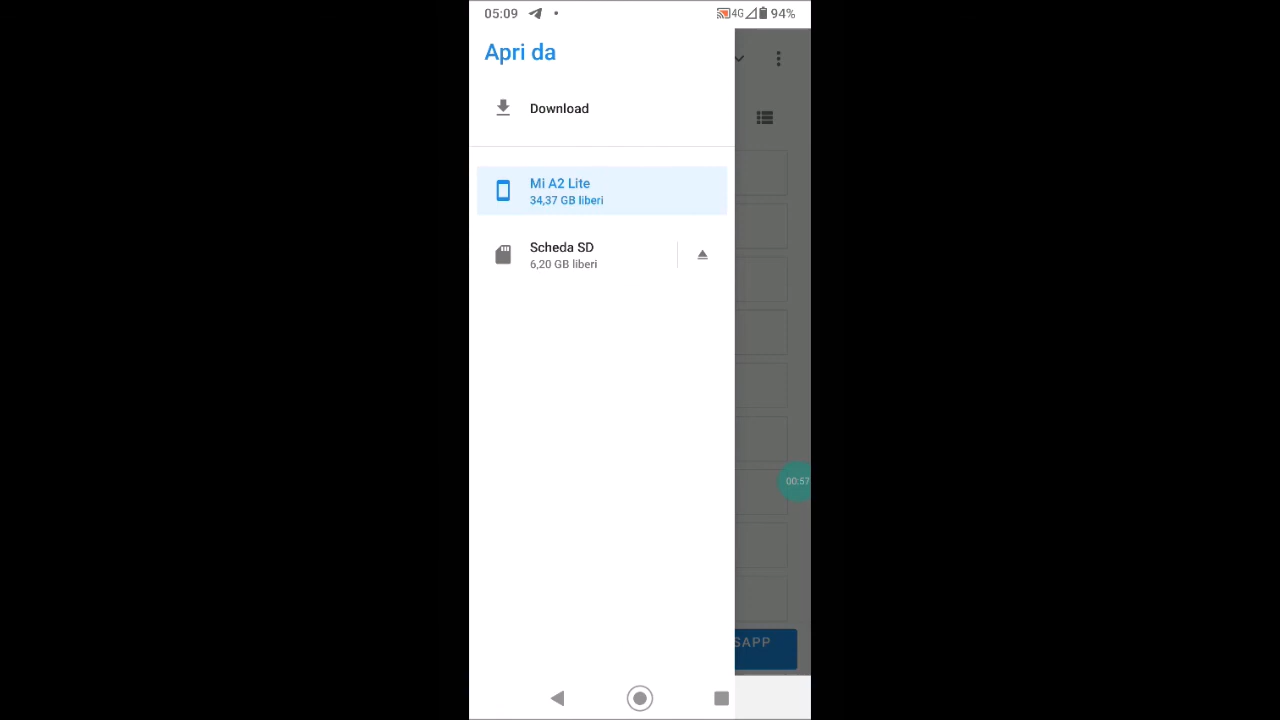 05:09
4G 94%
Apri da
Download
Mi A2 Lite
34,37 GB liberi
Scheda SD
6,20 GB liberi
00:57
SAPP